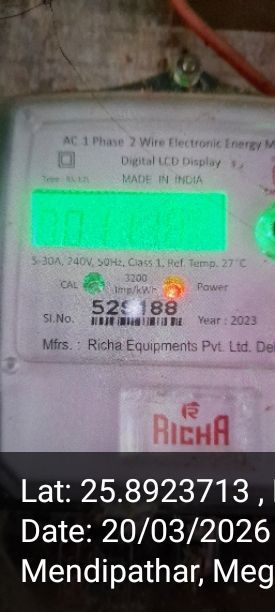 AC 1 Phase 2 Wire Electronic Energy M
Digital LCD Display
MADE IN INDIA
5-30A, 240V, 50Hz, Class 1, Ref. Temp. 27°C
CAL 3200 Imp/kWh Power
529188
Sl.No. Year : 2023
Mfrs. : Richa Equipments Pvt. Ltd. Del
RICHA
Lat: 25.8923713 ,
Date: 20/03/2026
Mendipathar, Meg